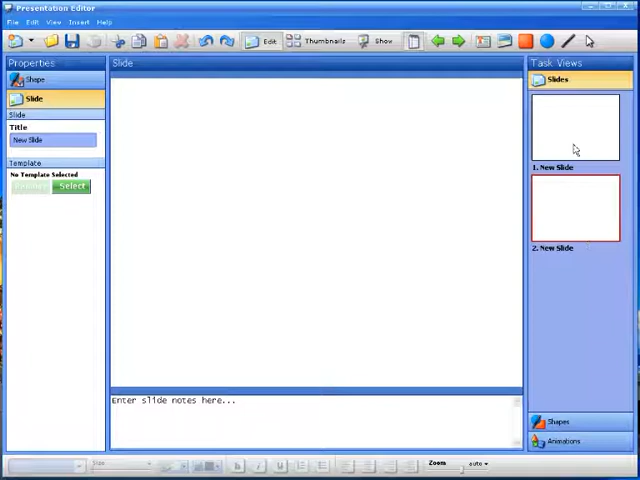 Presentation Editor
File Edit View Insert Help
Edit Thumbnails Show
Properties
Shape
Slide
Slide
Title
New Slide
Template
No Template Selected
Select
Slide
Enter slide notes here...
Task Views
Slides
1. New Slide
2. New Slide
Shapes
Animations
Size
b i u
Zoom auto